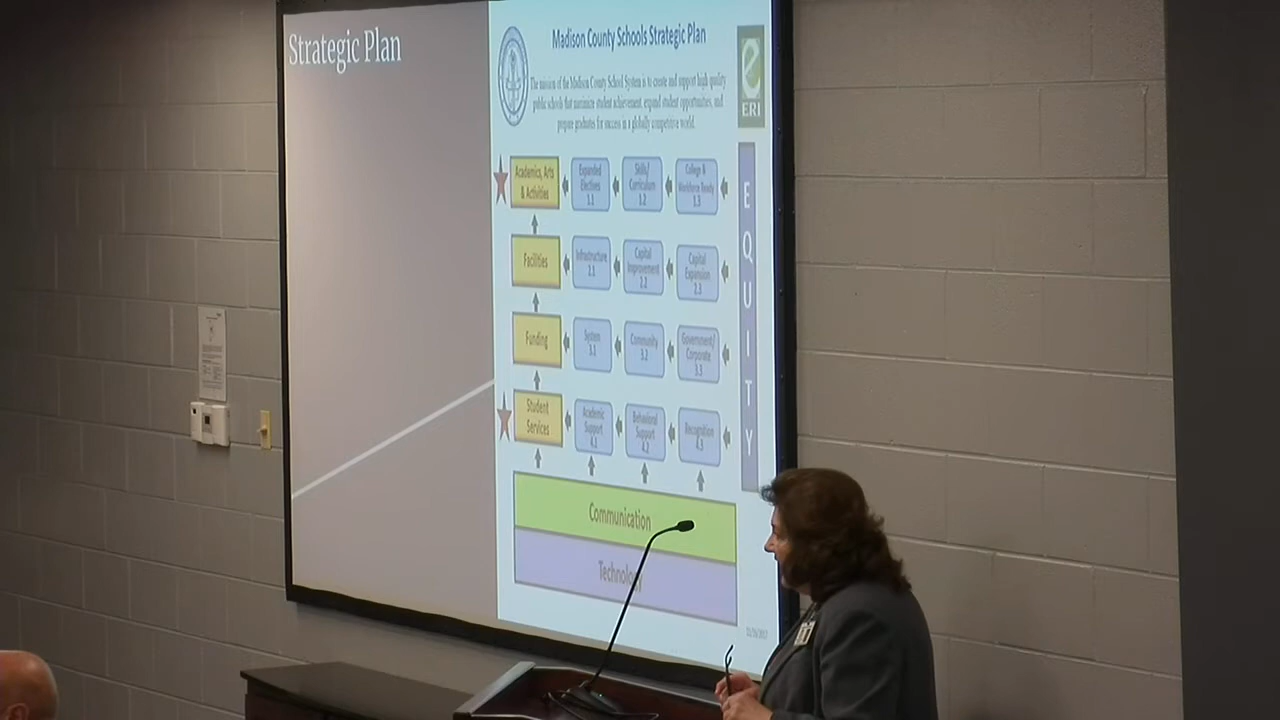 Strategic Plan
Madison County Schools Strategic Plan
The mission of the Madison County School System is to create and support high quality
public schools that maximize student achievement, expand student opportunities, and
prepare graduates for success in a globally competitive world.
e
ERI
Academics, Arts
& Activities
Expanded
Electives
1.1
Skills/
Curriculum
1.2
College &
Workforce Ready
1.3
Facilities
Infrastructure
2.1
Capital
Improvement
2.2
Capital
Expansion
2.3
Funding
System
3.1
Community
3.2
Government/
Corporate
3.3
Student
Services
Academic
Support
4.1
Behavioral
Support
4.2
Recognition
4.3
EQUITY
Communication
Technology